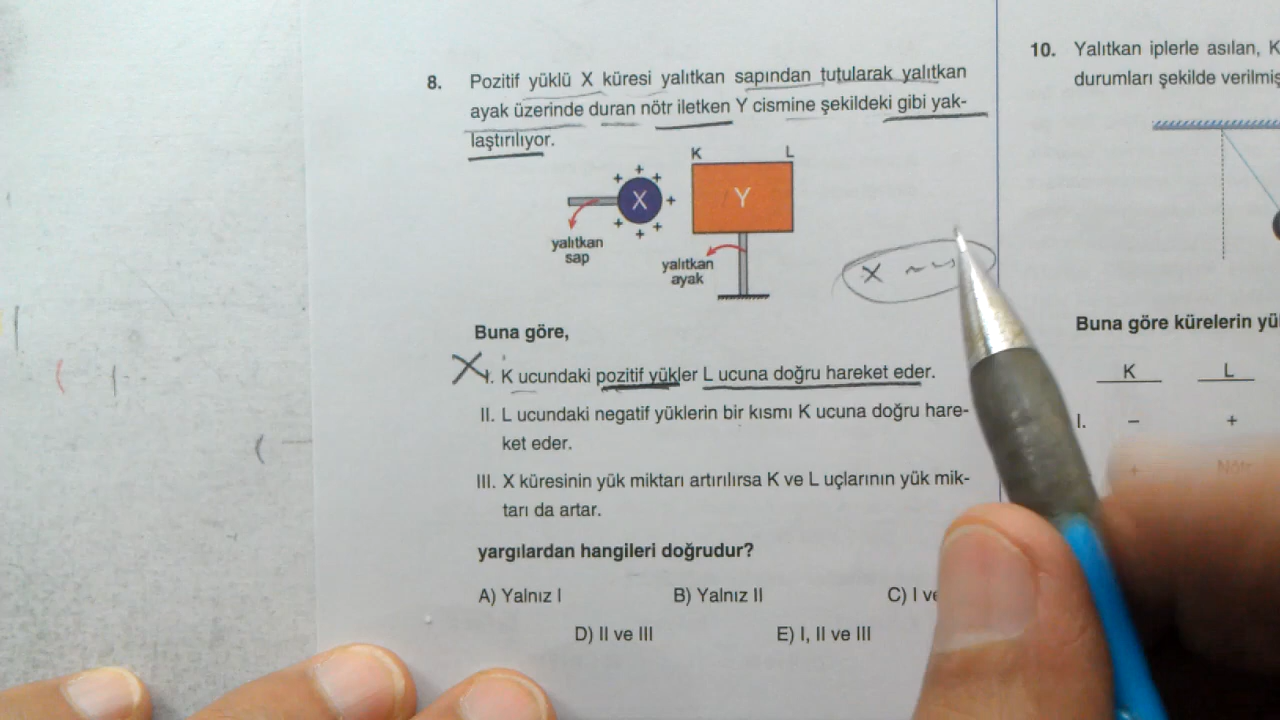 8. Pozitif yüklü X küresi yalıtkan sapından tutularak yalıtkan
ayak üzerinde duran nötr iletken Y cismine şekildeki gibi yak-
laştırılıyor.
K L
X Y
yalıtkan
sap
yalıtkan
ayak
X
Buna göre,
X I. K ucundaki pozitif yükler L ucuna doğru hareket eder.
II. L ucundaki negatif yüklerin bir kısmı K ucuna doğru hare-
ket eder.
III. X küresinin yük miktarı artırılırsa K ve L uçlarının yük mik-
tarı da artar.
yargılardan hangileri doğrudur?
A) Yalnız I B) Yalnız II C) I ve
D) II ve III E) I, II ve III
10. Yalıtkan iplerle asılan, K
durumları şekilde verilmiş
Buna göre kürelerin yü
K L
I. – +
+ Nötr